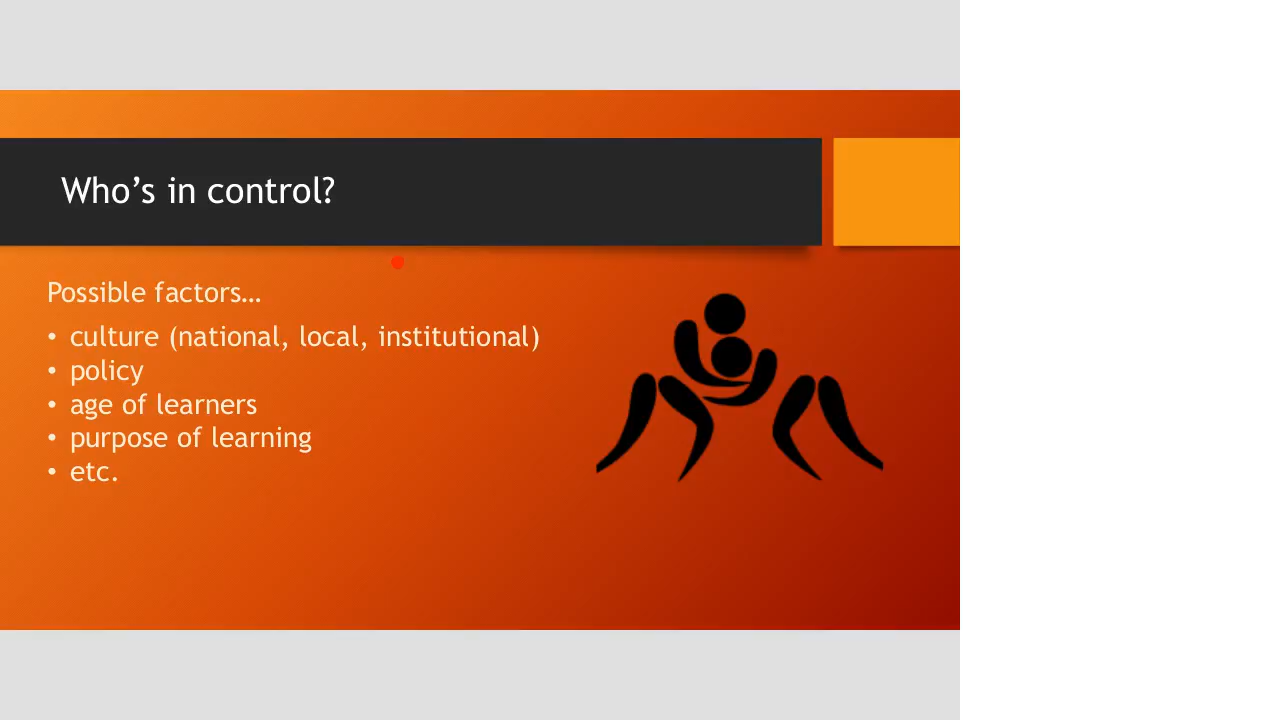 Who’s in control?
Possible factors…
• culture (national, local, institutional)
• policy
• age of learners
• purpose of learning
• etc.